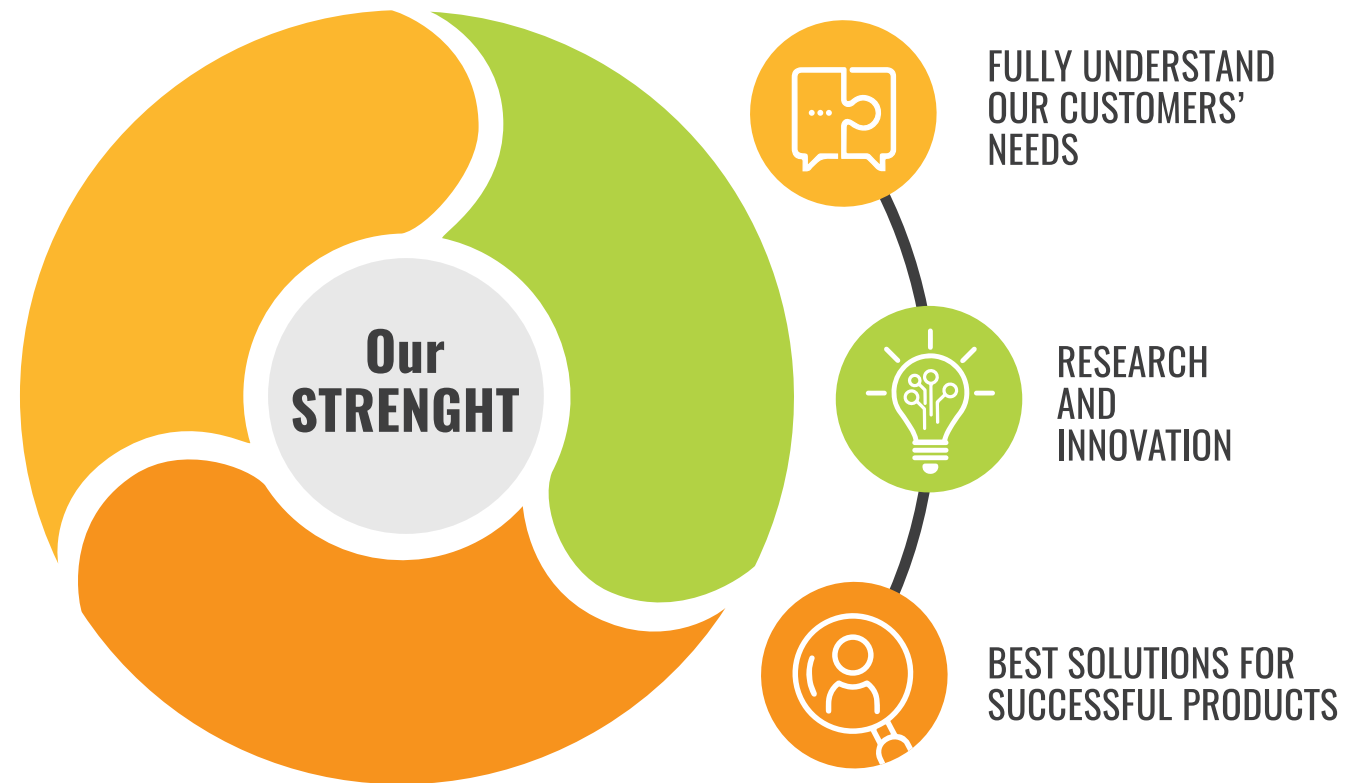 Our
STRENGHT
FULLY UNDERSTAND
OUR CUSTOMERS’
NEEDS
RESEARCH
AND
INNOVATION
BEST SOLUTIONS FOR
SUCCESSFUL PRODUCTS